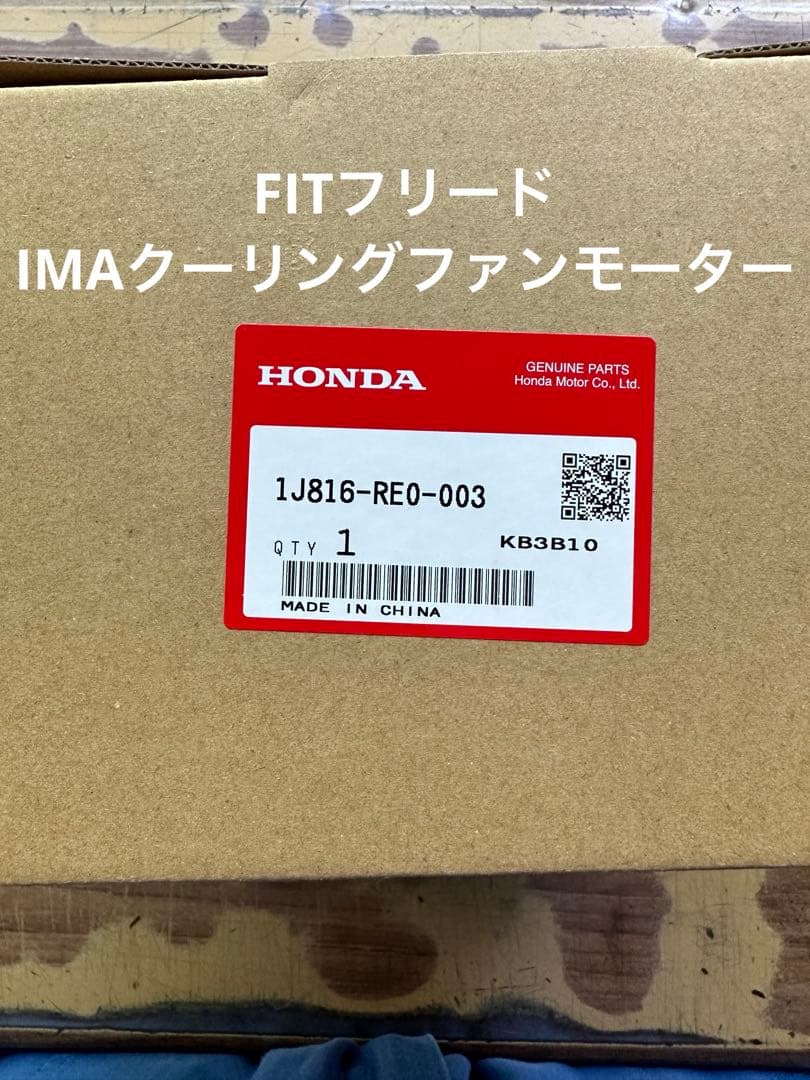 FITフリード
IMAクーリングファンモーター
HONDA
GENUINE PARTS
Honda Motor Co., Ltd.
1J816-RE0-003
QTY 1
KB3B10
MADE IN CHINA